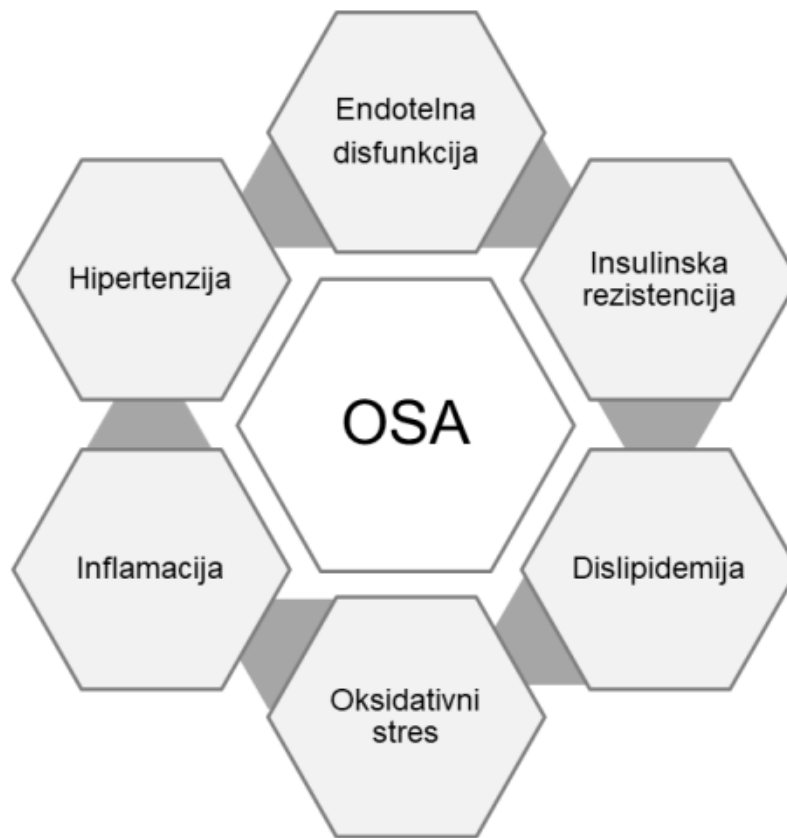 Endotelna
disfunkcija
Hipertenzija
Insulinska
rezistencija
OSA
Inflamacija
Dislipidemija
Oksidativni
stres